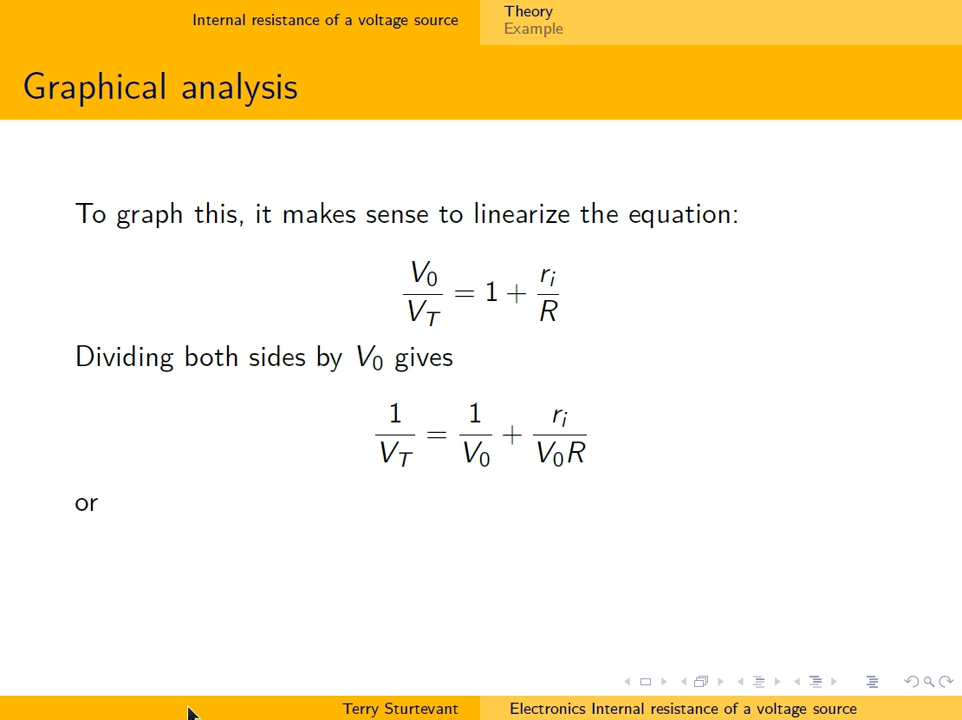 Internal resistance of a voltage source
Theory
Example
Graphical analysis
To graph this, it makes sense to linearize the equation:
V₀/V_T = 1 + rᵢ/R
Dividing both sides by V₀ gives
1/V_T = 1/V₀ + rᵢ/(V₀R)
or
Terry Sturtevant
Electronics Internal resistance of a voltage source